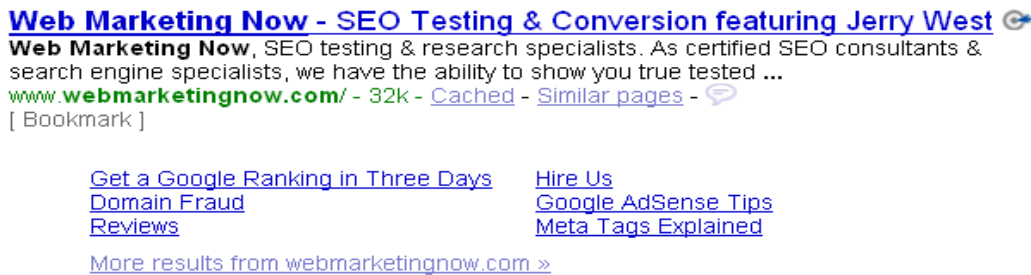 Web Marketing Now - SEO Testing & Conversion featuring Jerry West
Web Marketing Now, SEO testing & research specialists. As certified SEO consultants &
search engine specialists, we have the ability to show you true tested ...
www.webmarketingnow.com/ - 32k - Cached - Similar pages -
[ Bookmark ]
Get a Google Ranking in Three Days Hire Us
Domain Fraud Google AdSense Tips
Reviews Meta Tags Explained
More results from webmarketingnow.com »